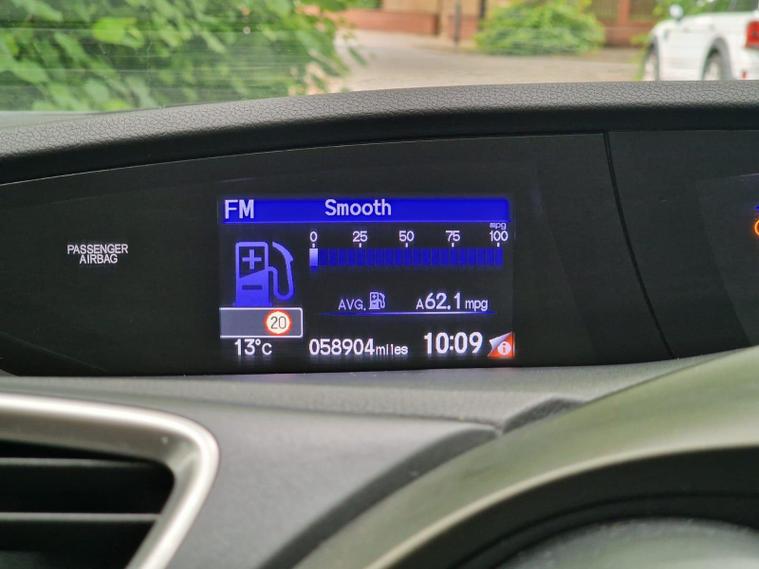 FM Smooth
mpg
0 25 50 75 100
PASSENGER
AIRBAG
AVG. A62.1 mpg
20
13°c 058904miles 10:09 i